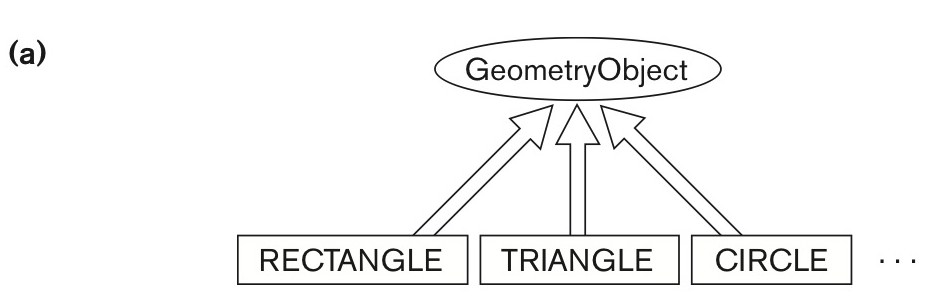 (a)
GeometryObject
RECTANGLE TRIANGLE CIRCLE ...